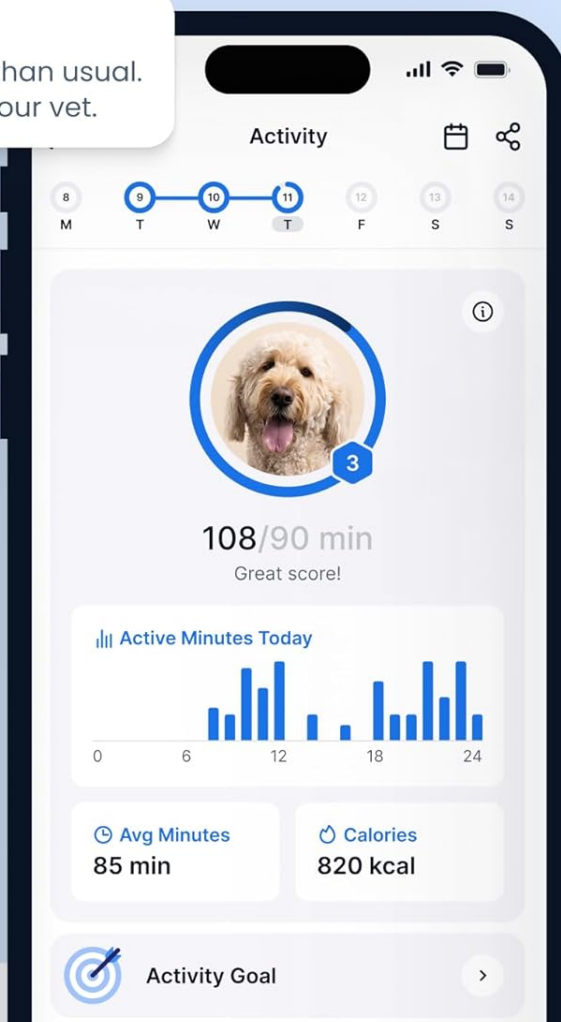 han usual.
our vet.
Activity
8 9 10 11 12 13 14
M T W T F S S
3
108/90 min
Great score!
Active Minutes Today
0 6 12 18 24
Avg Minutes Calories
85 min 820 kcal
Activity Goal